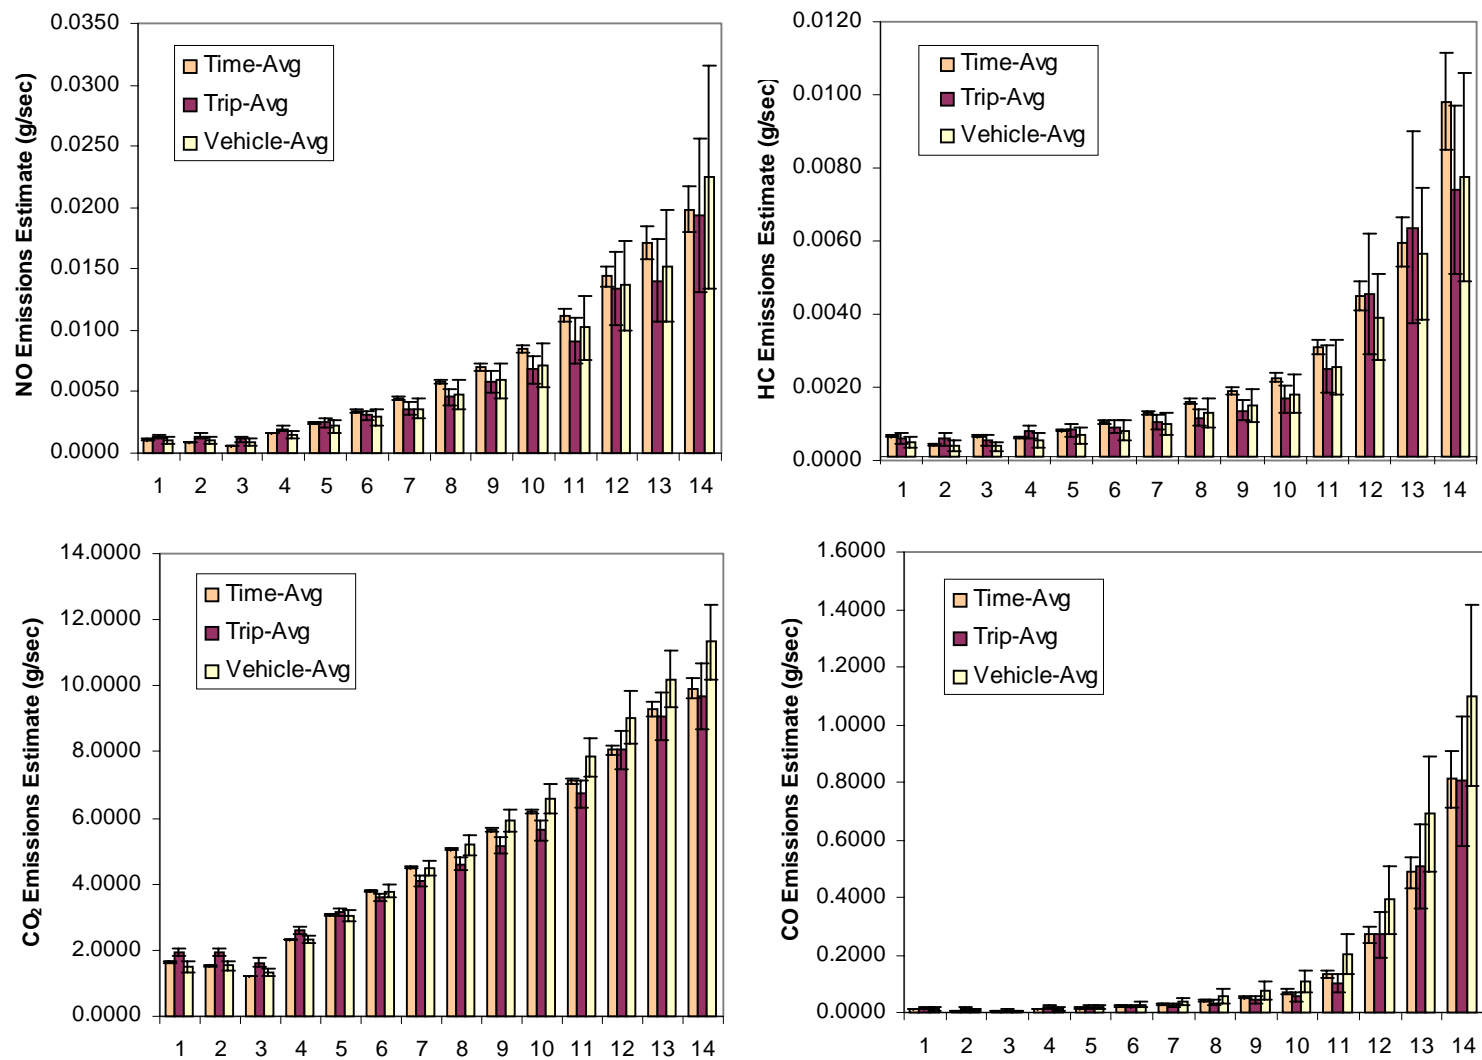 NO Emissions Estimate (g/sec)
0.0350
0.0300
0.0250
0.0200
0.0150
0.0100
0.0050
0.0000
Time-Avg
Trip-Avg
Vehicle-Avg
1 2 3 4 5 6 7 8 9 10 11 12 13 14
HC Emissions Estimate (g/sec]
0.0120
0.0100
0.0080
0.0060
0.0040
0.0020
0.0000
Time-Avg
Trip-Avg
Vehicle-Avg
1 2 3 4 5 6 7 8 9 10 11 12 13 14
CO₂ Emissions Estimate (g/sec)
14.0000
12.0000
10.0000
8.0000
6.0000
4.0000
2.0000
0.0000
Time-Avg
Trip-Avg
Vehicle-Avg
1 2 3 4 5 6 7 8 9 10 11 12 13 14
CO Emissions Estimate (g/sec)
1.6000
1.4000
1.2000
1.0000
0.8000
0.6000
0.4000
0.2000
0.0000
Time-Avg
Trip-Avg
Vehicle-Avg
1 2 3 4 5 6 7 8 9 10 11 12 13 14